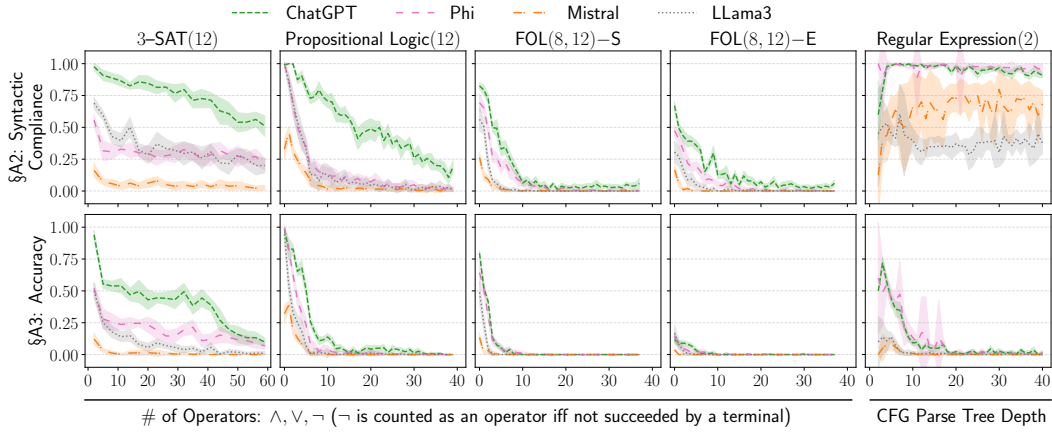 ChatGPT Phi Mistral LLama3
3–SAT(12) Propositional Logic(12) FOL(8, 12)−S FOL(8, 12)−E Regular Expression(2)
§A2: Syntactic
Compliance
1.00
0.75
0.50
0.25
0.00
§A3: Accuracy
1.00
0.75
0.50
0.25
0.00
0 10 20 30 40 50 60 0 10 20 30 40 0 10 20 30 40 0 10 20 30 40 0 10 20 30 40
# of Operators: ∧, ∨, ¬ (¬ is counted as an operator iff not succeeded by a terminal) CFG Parse Tree Depth